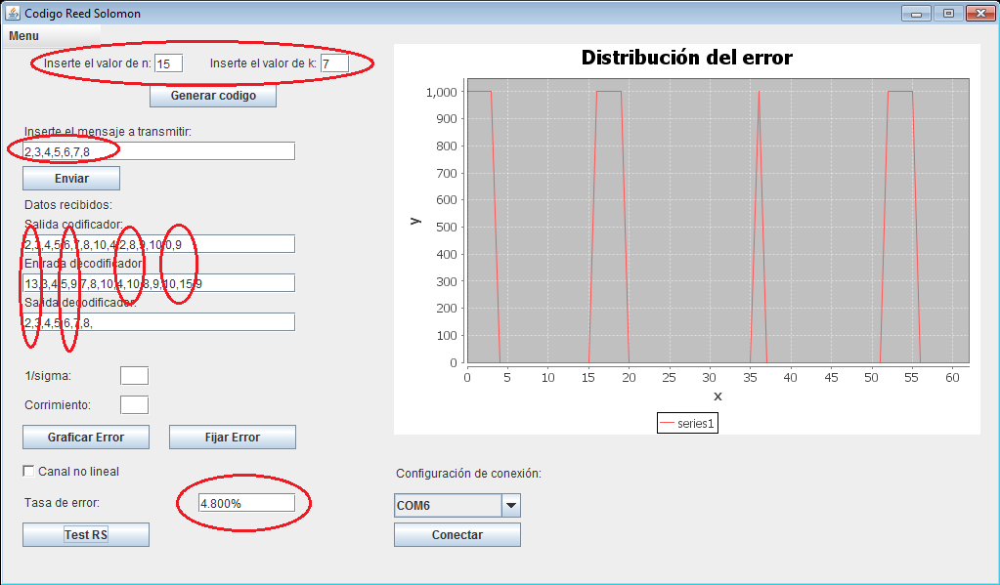 Codigo Reed Solomon
Menu
Inserte el valor de n: 15 Inserte el valor de k: 7
Generar codigo
Inserte el mensaje a transmitir:
2,3,4,5,6,7,8
Enviar
Datos recibidos:
Salida codificador:
2,3,4,5,6,7,8,10,4,2,8,9,10,0,9
Entrada decodificador:
13,3,4,5,9,7,8,10,4,10,8,9,10,15,9
Salida decodificador:
2,3,4,5,6,7,8,
1/sigma:
Corrimiento:
Graficar Error Fijar Error
Canal no lineal
Tasa de error: 4.800%
Test RS
Distribución del error
1,000
900
800
700
600
500
400
300
200
100
0
y
0 5 10 15 20 25 30 35 40 45 50 55 60
x
series1
Configuración de conexión:
COM6
Conectar